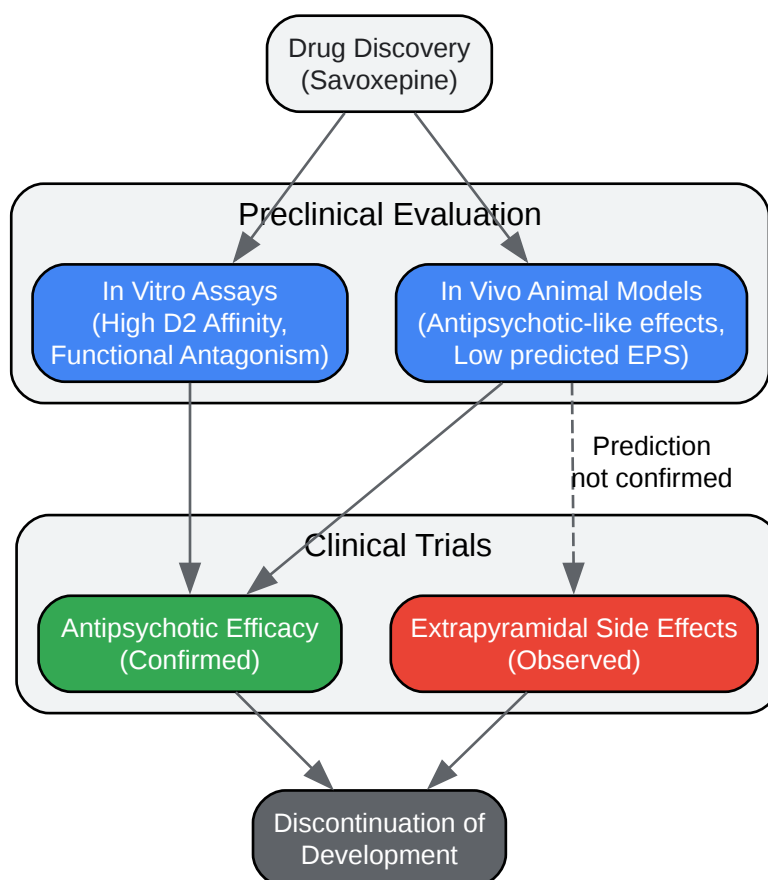 Drug Discovery
(Savoxepine)
Preclinical Evaluation
In Vitro Assays
(High D2 Affinity,
Functional Antagonism)
In Vivo Animal Models
(Antipsychotic-like effects,
Low predicted EPS)
Prediction
not confirmed
Clinical Trials
Antipsychotic Efficacy
(Confirmed)
Extrapyramidal Side Effects
(Observed)
Discontinuation of
Development